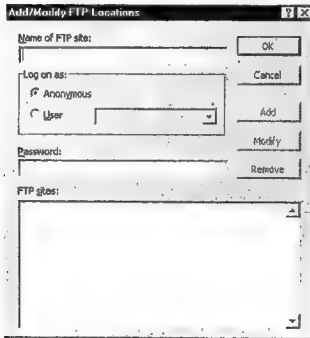 Add/Modify FTP Locations
Name of FTP site:
OK
Log on as:
Cancel
Anonymous
User
Add
Modify
Password:
Remove
FTP sites: